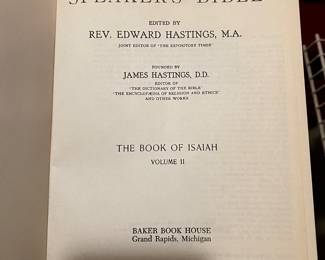 SPEAKER'S BIBLE
EDITED BY
REV. EDWARD HASTINGS, M.A.
JOINT EDITOR OF "THE EXPOSITORY TIMES"
FOUNDED BY
JAMES HASTINGS, D.D.
EDITOR OF
"THE DICTIONARY OF THE BIBLE"
"THE ENCYCLOPÆDIA OF RELIGION AND ETHICS"
AND OTHER WORKS
THE BOOK OF ISAIAH
VOLUME II
BAKER BOOK HOUSE
Grand Rapids, Michigan